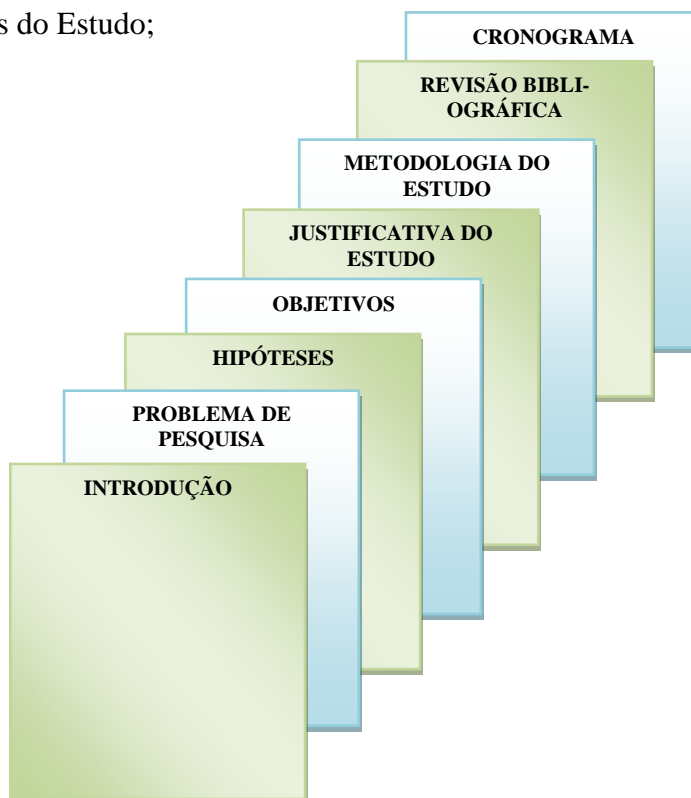 s do Estudo;
CRONOGRAMA
REVISÃO BIBLI-
OGRÁFICA
METODOLOGIA DO
ESTUDO
JUSTIFICATIVA DO
ESTUDO
OBJETIVOS
HIPÓTESES
PROBLEMA DE
PESQUISA
INTRODUÇÃO